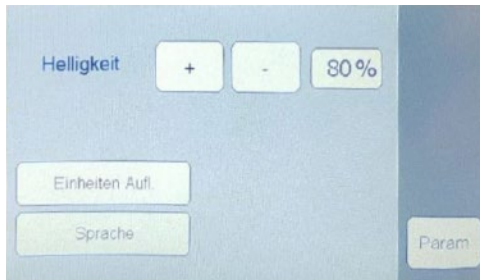 Helligkeit + - 80%
Einheiten Aufl.
Sprache
Param